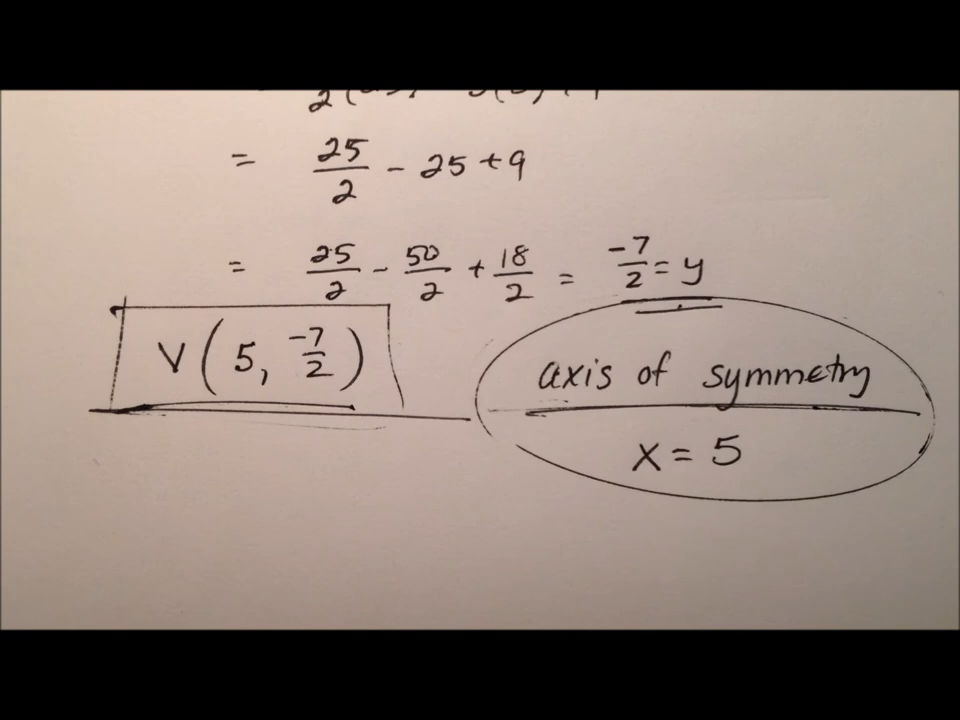 = 25/2 - 25 + 9
= 25/2 - 50/2 + 18/2 = -7/2 = y
V (5, -7/2)
axis of symmetry
x = 5